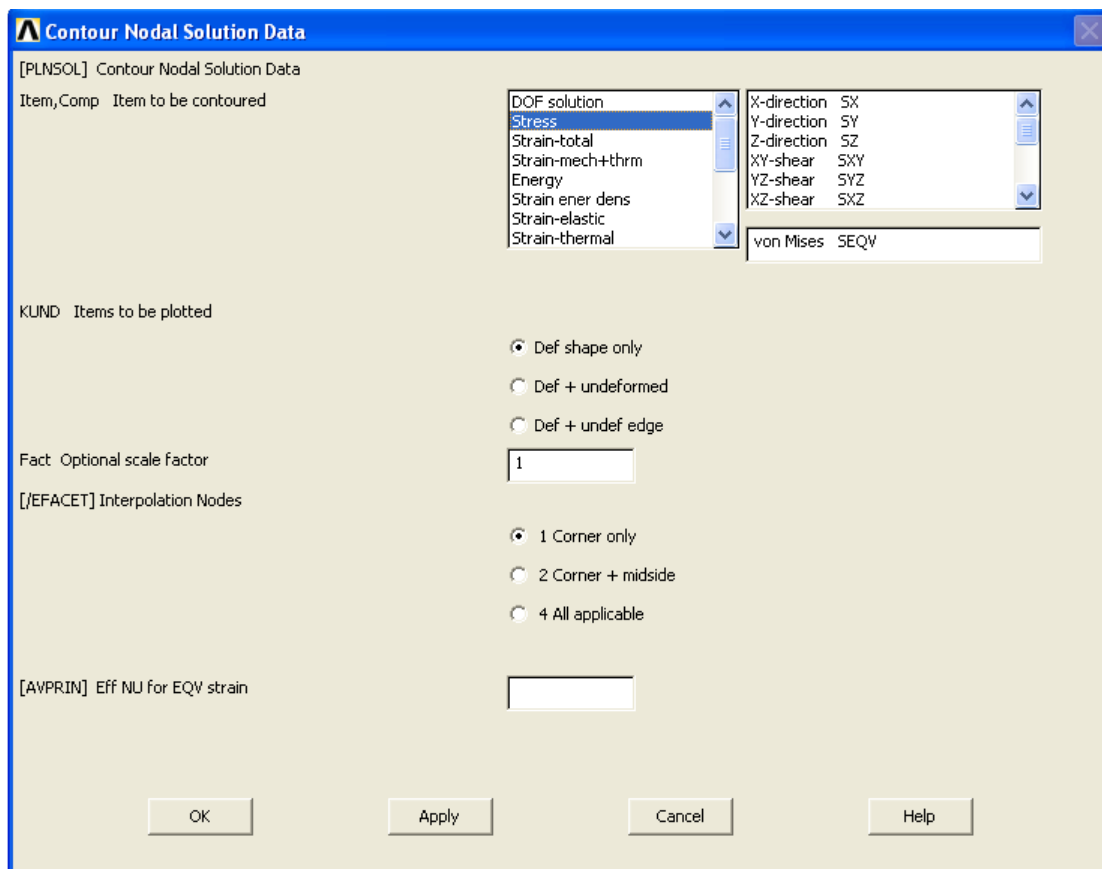 Contour Nodal Solution Data
[PLNSOL] Contour Nodal Solution Data
Item,Comp Item to be contoured
DOF solution
Stress
Strain-total
Strain-mech+thrm
Energy
Strain ener dens
Strain-elastic
Strain-thermal
X-direction SX
Y-direction SY
Z-direction SZ
XY-shear SXY
YZ-shear SYZ
XZ-shear SXZ
von Mises SEQV
KUND Items to be plotted
Def shape only
Def + undeformed
Def + undef edge
Fact Optional scale factor
1
[/EFACET] Interpolation Nodes
1 Corner only
2 Corner + midside
4 All applicable
[AVPRIN] Eff NU for EQV strain
OK Apply Cancel Help